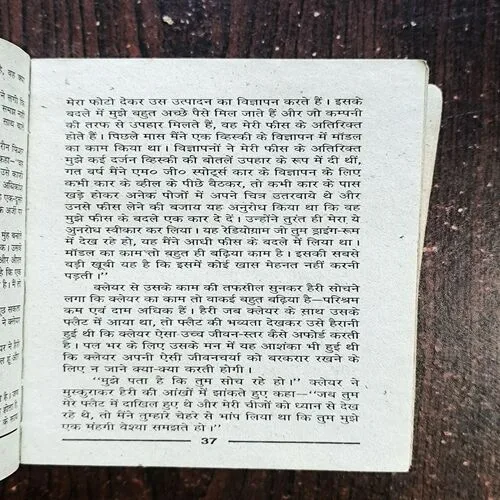 मेरा फोटो देकर उस उत्पादन का विज्ञापन करते हैं। इसके
बदले में मुझे बहुत अच्छे पैसे मिल जाते हैं और जो कम्पनी
की तरफ से उपहार मिलते हैं, वह मेरी फीस के अतिरिक्त
होते हैं। पिछले मास मैंने एक व्हिस्की के विज्ञापन में मॉडल
का काम किया था। विज्ञापनों ने मेरी फीस के अतिरिक्त
मुझे कई दर्जन व्हिस्की की बोतलें उपहार के रूप में दी थीं,
गत वर्ष मैंने एम० जी० स्पूर्ट्स कार के विज्ञापन के लिए
कभी कार के व्हील के पीछे बैठकर, तो कभी कार के पास
खड़े होकर अनेक पोजों में अपने चित्र उतरवाये थे और
उनसे फीस लेने की बजाय यह अनुरोध किया था कि वह
मुझे फीस के बदले एक कार दे दें। उन्होंने तुरंत ही मेरा ये
अुनरोध स्वीकार कर लिया। यह रेडियोग्राम जो तुम ड्राइंग-रूम
में देख रहे हो, यह मैंने आधी फीस के बदले में लिया था।
मॉडल का काम तो बहुत ही बढ़िया काम है। इसकी सबसे
बड़ी खूबी यह है कि इसमें कोई खास मेहनत नहीं करनी
पड़ती।''
क्लेयर से उसके काम की तफसील सुनकर हैरी सोचने
लगा कि क्लेयर का काम तो वाकई बहुत बढ़िया है—परिश्रम
कम एवं दाम अधिक हैं। हैरी जब क्लेयर के साथ उसके
फ्लैट में आया था, तो फ्लैट की भव्यता देखकर उसे हैरानी
हुई थी कि क्लेयर ऐसा उच्च जीवन-स्तर कैसे अफोर्ड करती
है। पल भर के लिए उसके मन में यह आशंका भी हुई थी
कि क्लेयर अपनी ऐसी जीवनचर्या को बरकरार रखने के
लिए न जाने क्या-क्या करती होगी।
''मुझे पता है कि तुम सोच रहे हो।'' क्लेयर ने
मुस्कुराकर हैरी की आंखों में झांकते हुए कहा—''जब तुम
मेरे फ्लैट में दाखिल हुए थे और मेरी चीजों को ध्यान से देख
रहे थे, तो मैंने तुम्हारे चेहरे से भांप लिया था कि तुम मुझे
एक मंहगी वेश्या समझते हो।''
37